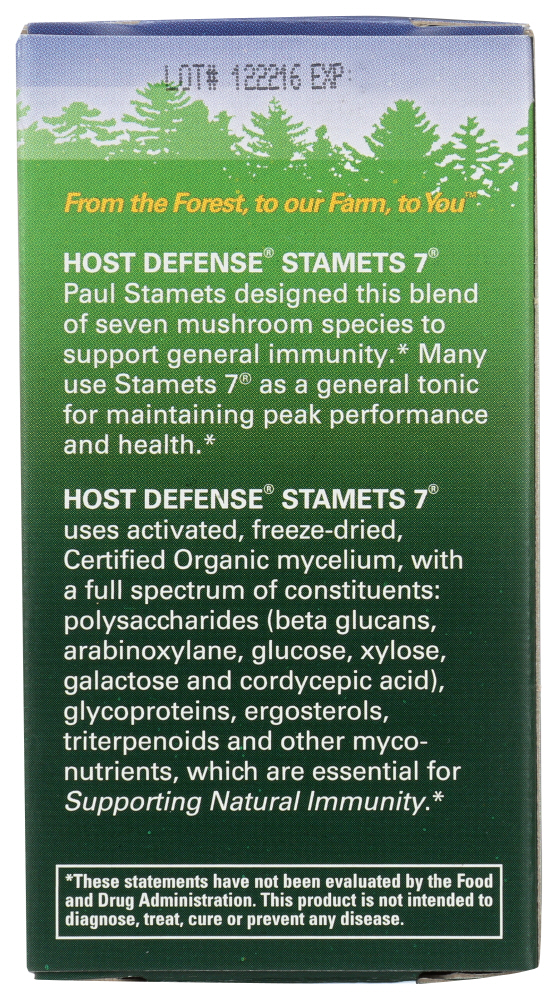 LOT# 122216 EXP:
From the Forest, to our Farm, to You™
HOST DEFENSE® STAMETS 7®
Paul Stamets designed this blend
of seven mushroom species to
support general immunity.* Many
use Stamets 7® as a general tonic
for maintaining peak performance
and health.*
HOST DEFENSE® STAMETS 7®
uses activated, freeze-dried,
Certified Organic mycelium, with
a full spectrum of constituents:
polysaccharides (beta glucans,
arabinoxylane, glucose, xylose,
galactose and cordycepic acid),
glycoproteins, ergosterols,
triterpenoids and other myco-
nutrients, which are essential for
Supporting Natural Immunity.*
*These statements have not been evaluated by the Food
and Drug Administration. This product is not intended to
diagnose, treat, cure or prevent any disease.